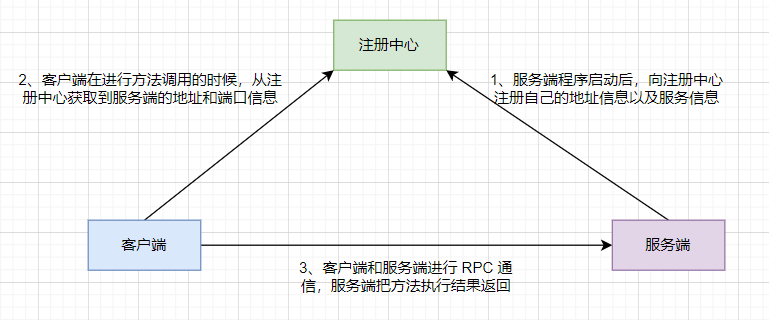 注册中心
2、客户端在进行方法调用的时候，从注
册中心获取到服务端的地址和端口信息
1、服务端程序启动后，向注册中心
注册自己的地址信息以及服务信息
客户端
服务端
3、客户端和服务端进行 RPC 通
信，服务端把方法执行结果返回